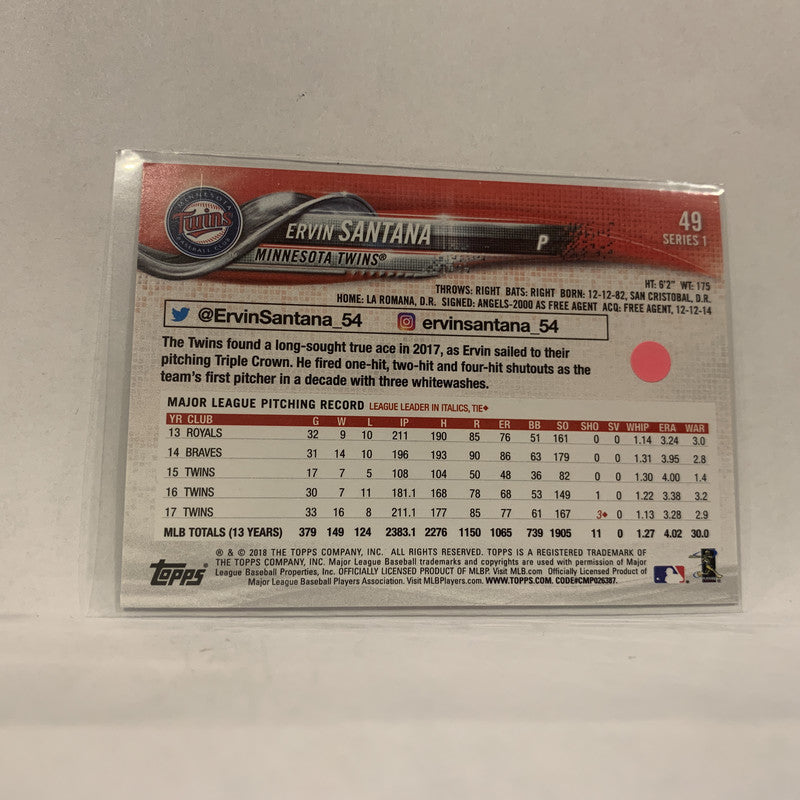 MINNESOTA
Twins
BASEBALL CLUB
ERVIN SANTANA
P
49
SERIES 1
MINNESOTA TWINS®
HT: 6'2" WT: 175
THROWS: RIGHT BATS: RIGHT BORN: 12-12-82, SAN CRISTOBAL, D.R.
HOME: LA ROMANA, D.R. SIGNED: ANGELS-2000 AS FREE AGENT ACQ: FREE AGENT, 12-12-14
@ErvinSantana_54 ervinsantana_54
The Twins found a long-sought true ace in 2017, as Ervin sailed to their
pitching Triple Crown. He fired one-hit, two-hit and four-hit shutouts as the
team's first pitcher in a decade with three whitewashes.
MAJOR LEAGUE PITCHING RECORD LEAGUE LEADER IN ITALICS, TIE♦
YR CLUB G W L IP H R ER BB SO SHO SV WHIP ERA WAR
13 ROYALS 32 9 10 211 190 85 76 51 161 0 0 1.14 3.24 3.0
14 BRAVES 31 14 10 196 193 90 86 63 179 0 0 1.31 3.95 2.8
15 TWINS 17 7 5 108 104 50 48 36 82 0 0 1.30 4.00 1.4
16 TWINS 30 7 11 181.1 168 78 68 53 149 1 0 1.22 3.38 3.2
17 TWINS 33 16 8 211.1 177 85 77 61 167 3♦ 0 1.13 3.28 2.9
MLB TOTALS (13 YEARS) 379 149 124 2383.1 2276 1150 1065 739 1905 11 0 1.27 4.02 30.0
® & © 2018 THE TOPPS COMPANY, INC. ALL RIGHTS RESERVED. TOPPS IS A REGISTERED TRADEMARK OF
THE TOPPS COMPANY, INC. Major League Baseball trademarks and copyrights are used with permission of Major
League Baseball Properties, Inc. OFFICIALLY LICENSED PRODUCT OF MLBP. Visit MLB.com Officially Licensed Product of
Major League Baseball Players Association. Visit MLBPlayers.com. WWW.TOPPS.COM. CODE#CMP026387.
TOPPS